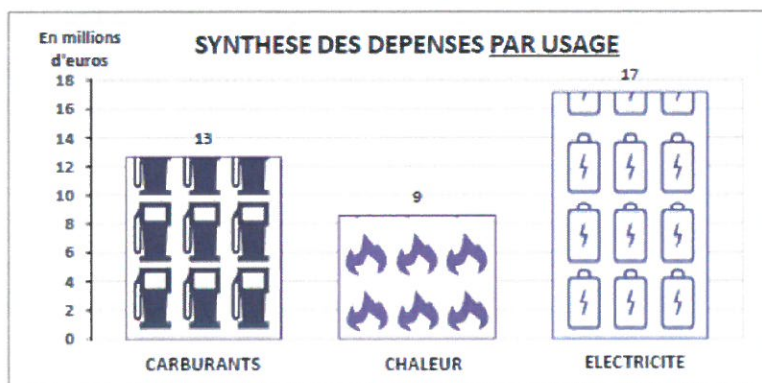 En millions
d'euros
SYNTHESE DES DEPENSES PAR USAGE
18
16
14
12
10
8
6
4
2
0
13
9
17
CARBURANTS
CHALEUR
ELECTRICITE